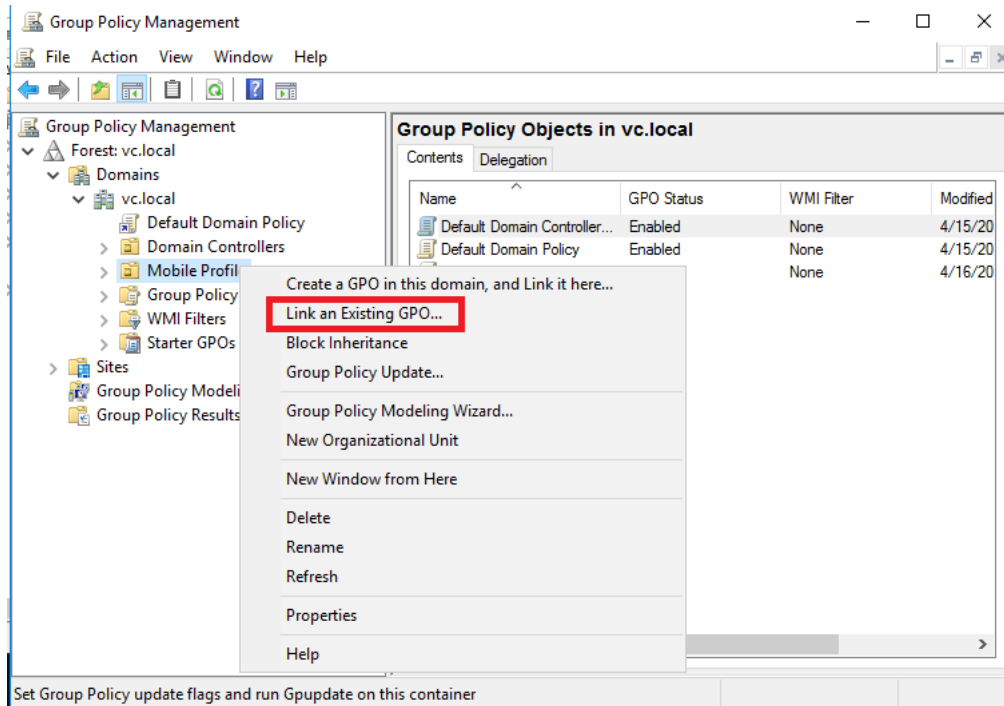 Group Policy Management
File Action View Window Help
Group Policy Management
Forest: vc.local
Domains
vc.local
Default Domain Policy
Domain Controllers
Mobile Profil
Group Policy
WMI Filters
Starter GPOs
Sites
Group Policy Modeli
Group Policy Results
Group Policy Objects in vc.local
Contents Delegation
Name GPO Status WMI Filter Modified
Default Domain Controller... Enabled None 4/15/20
Default Domain Policy Enabled None 4/15/20
None 4/16/20
Create a GPO in this domain, and Link it here...
Link an Existing GPO...
Block Inheritance
Group Policy Update...
Group Policy Modeling Wizard...
New Organizational Unit
New Window from Here
Delete
Rename
Refresh
Properties
Help
Set Group Policy update flags and run Gpupdate on this container